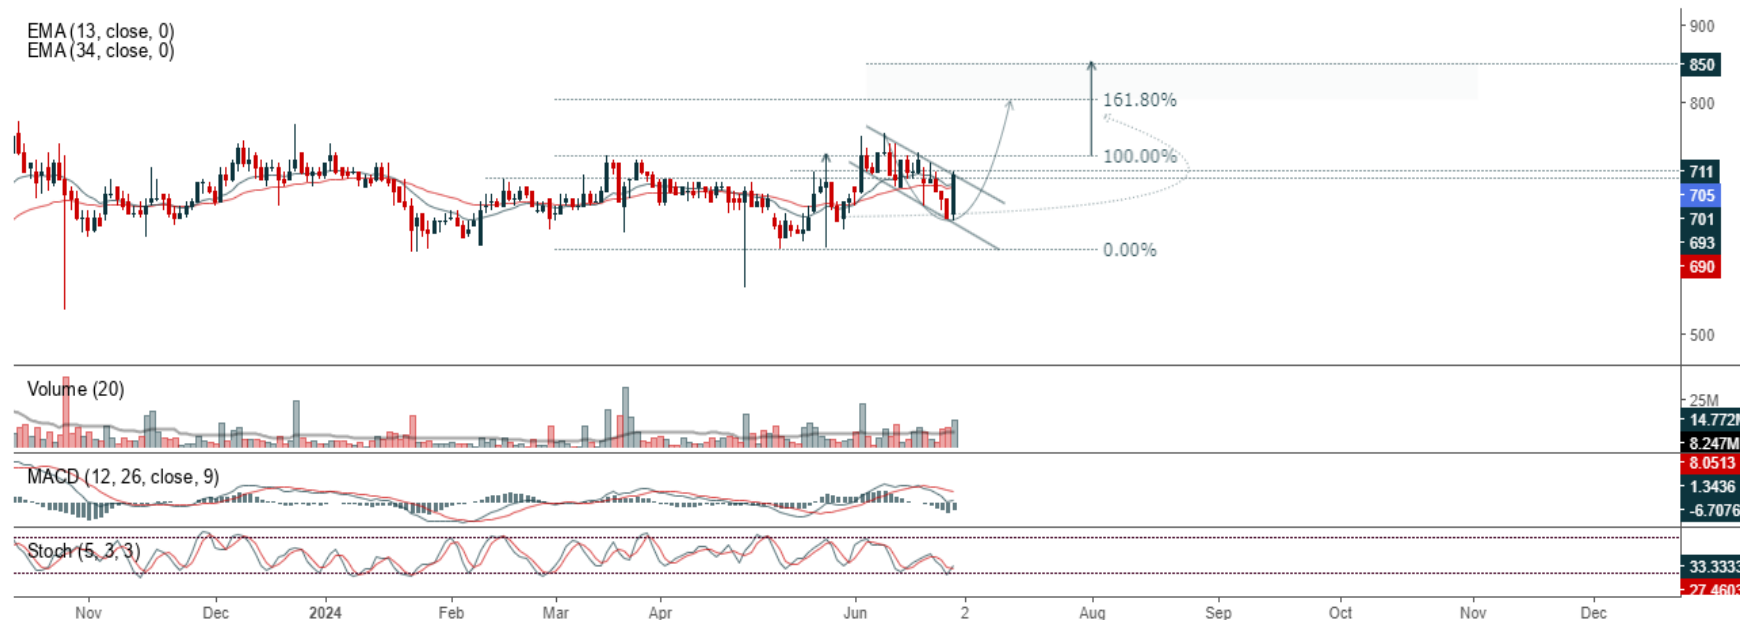 EMA (13, close, 0)
EMA (34, close, 0)
900
850
161.80%
800
100.00%
711
705
701
693
0.00%
690
500
Volume (20)
25M
14.772M
8.247M
8.0513
MACD (12, 26, close, 9)
1.3436
-6.7076
Stoch (5, 3, 3)
33.3333
27.4603
Nov Dec 2024 Feb Mar Apr Jun 2 Aug Sep Oct Nov Dec